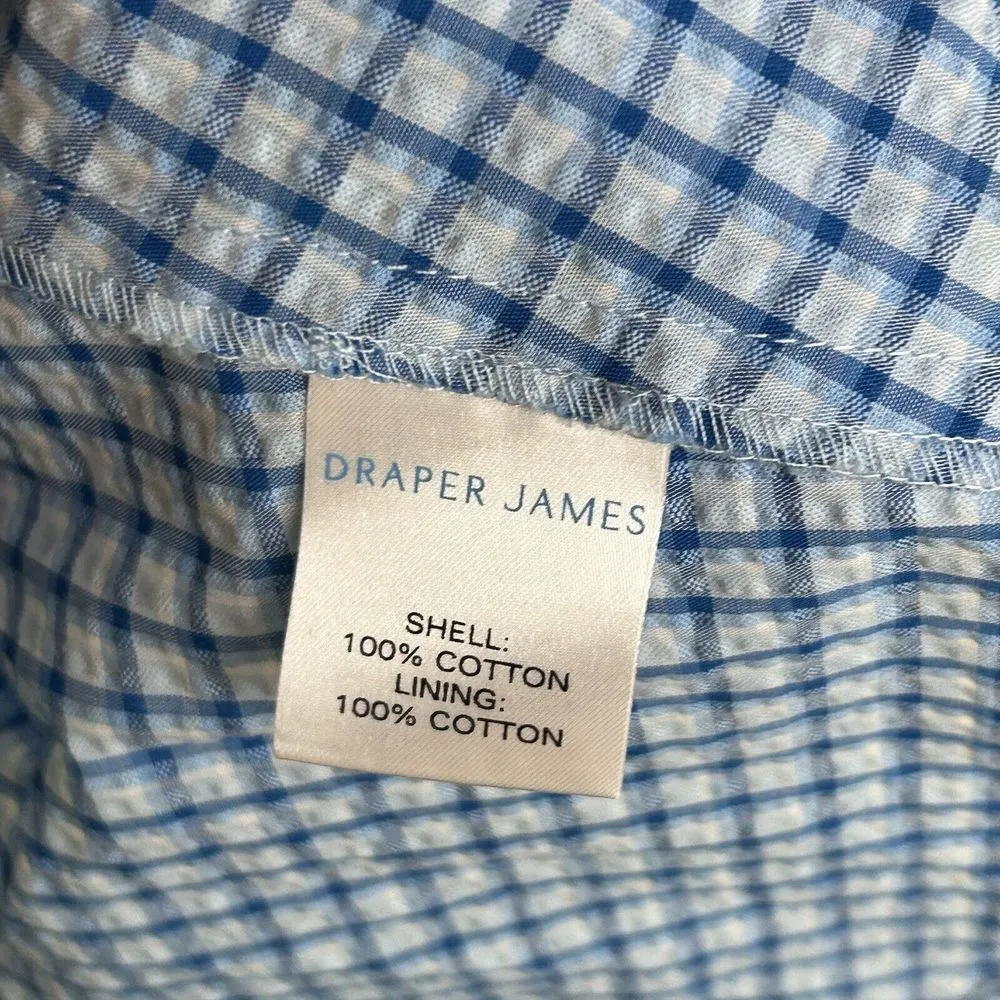 DRAPER JAMES
SHELL:
100% COTTON
LINING:
100% COTTON